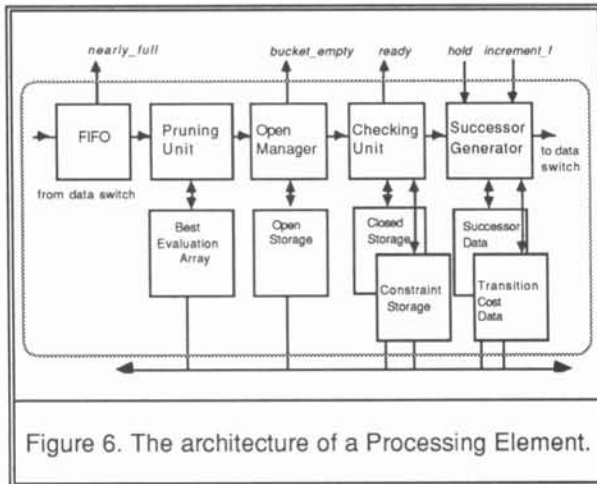 nearly_full
bucket_empty
ready
hold
increment_f
FIFO
Pruning
Unit
Open
Manager
Checking
Unit
Successor
Generator
from data switch
to data
switch
Best
Evaluation
Array
Open
Storage
Closed
Storage
Constraint
Storage
Successor
Data
Transition
Cost
Data
Figure 6. The architecture of a Processing Element.